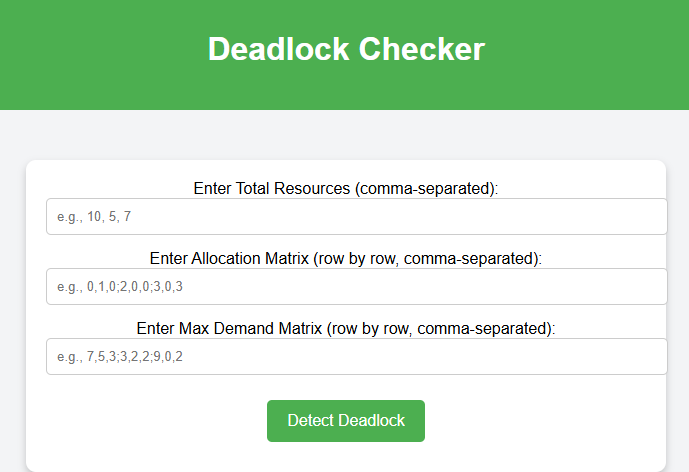 Deadlock Checker
Enter Total Resources (comma-separated):
e.g., 10, 5, 7
Enter Allocation Matrix (row by row, comma-separated):
e.g., 0,1,0;2,0,0;3,0,3
Enter Max Demand Matrix (row by row, comma-separated):
e.g., 7,5,3;3,2,2;9,0,2
Detect Deadlock